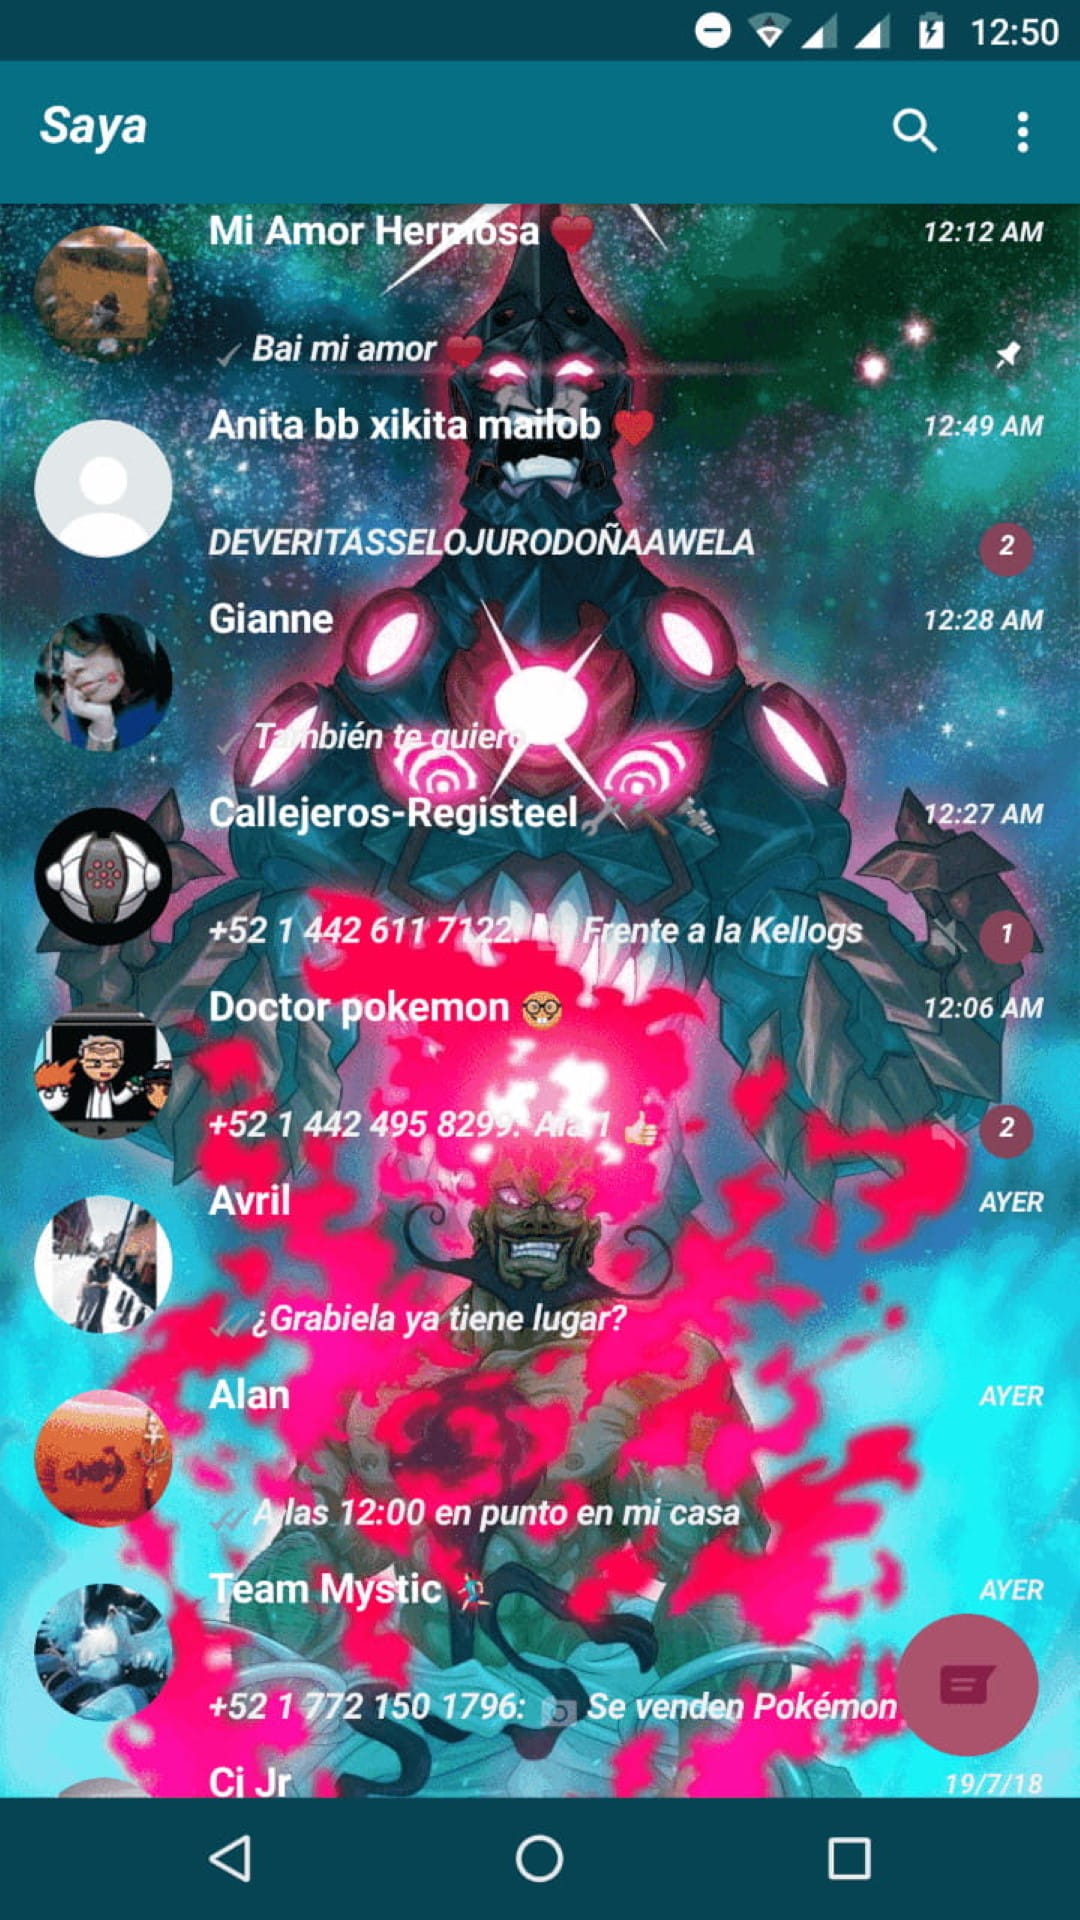 12:50
Saya
Mi Amor Hermosa ❤️
12:12 AM
Bai mi amor ❤️
Anita bb xikita mailob ❤️
12:49 AM
DEVERITASSELOJURODOÑAAWELA
2
Gianne
12:28 AM
También te quiero
Callejeros-Registeel🔧🔨🔩
12:27 AM
+52 1 442 611 7122: 📷 Frente a la Kellogs
1
Doctor pokemon 🤓
12:06 AM
+52 1 442 495 8299: Ala 1 👍
2
Avril
AYER
¿Grabiela ya tiene lugar?
Alan
AYER
A las 12:00 en punto en mi casa
Team Mystic 🏃
AYER
+52 1 772 150 1796: 📷 Se venden Pokémon
Cj Jr
19/7/18